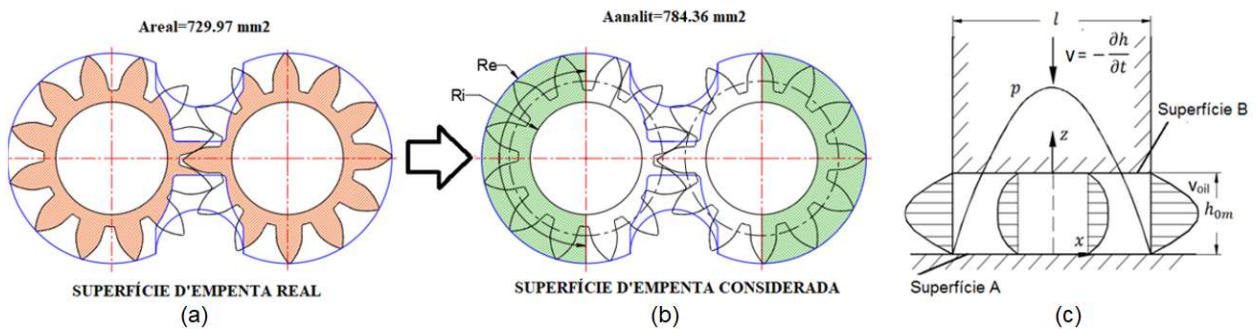 Areal=729.97 mm2
SUPERFÍCIE D'EMPENTA REAL
(a)
Aanalit=784.36 mm2
Re
Ri
SUPERFÍCIE D'EMPENTA CONSIDERADA
(b)
l
V = − ∂h/∂t
p
Superfície B
z
v_oil
h_0m
x
Superfície A
(c)